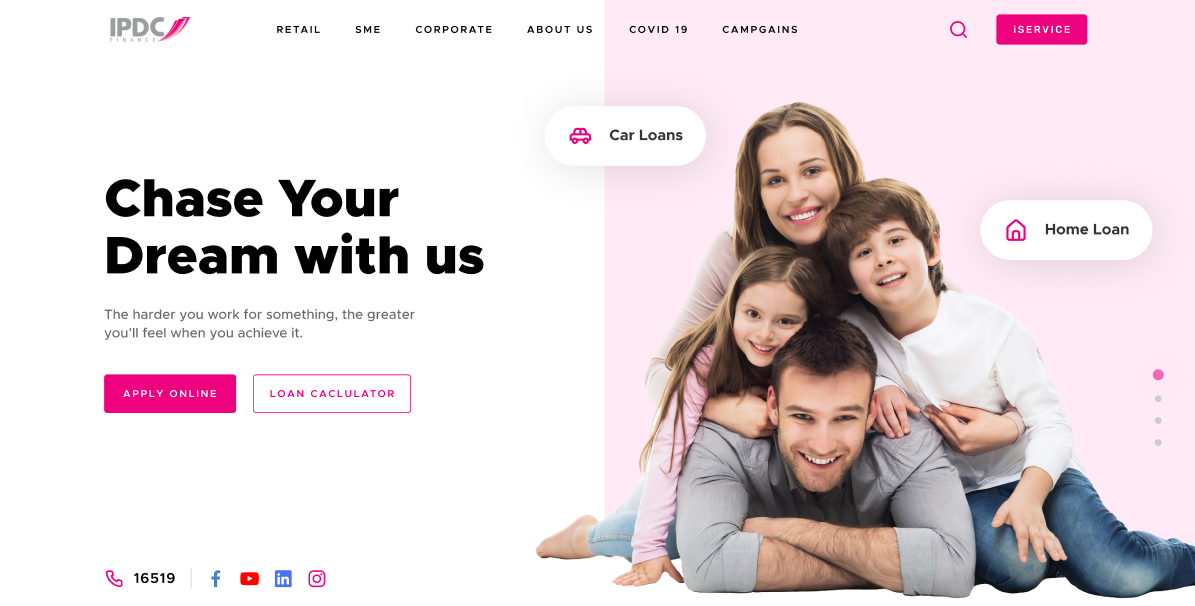 IPDC
FINANCE
RETAIL
SME
CORPORATE
ABOUT US
COVID 19
CAMPGAINS
iSERVICE
Car Loans
Home Loan
Chase Your
Dream with us
The harder you work for something, the greater
you'll feel when you achieve it.
APPLY ONLINE
LOAN CACLULATOR
16519